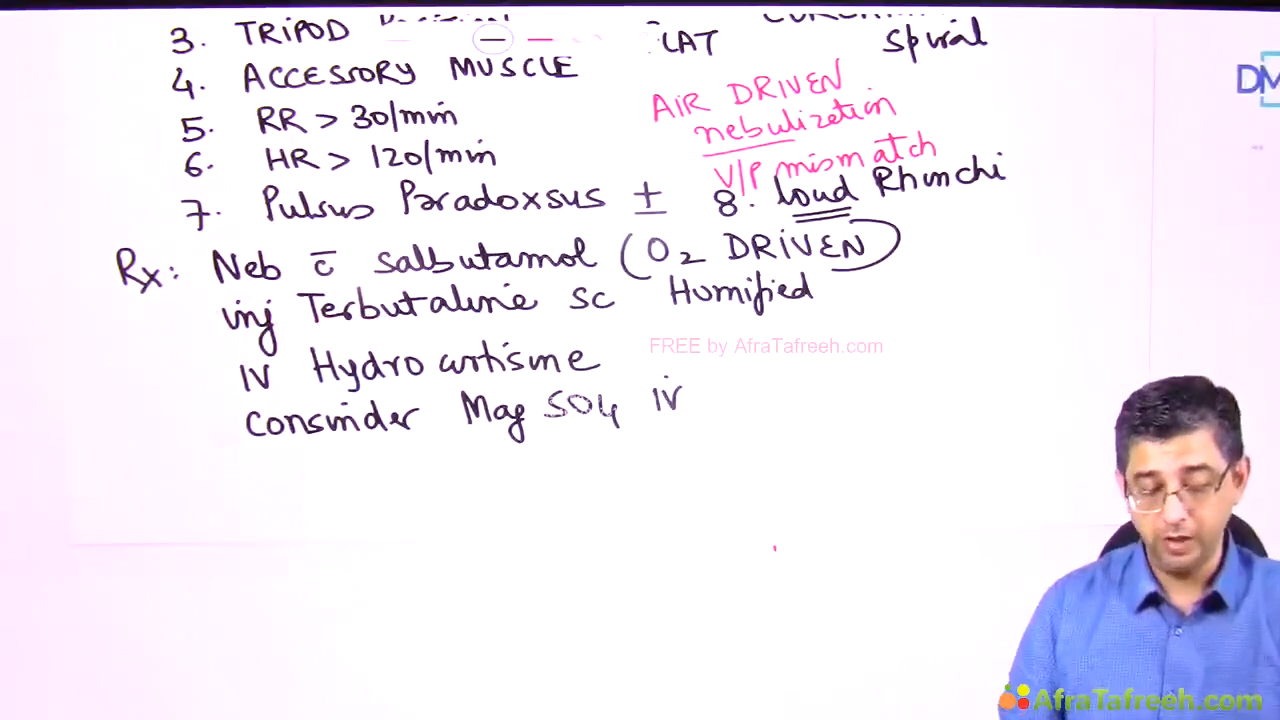 3. TRIPOD
4. ACCESSORY MUSCLE
5. RR > 30/min
6. HR > 120/min
7. Pulsus Paradoxsus ±
LAT
Spiral
AIR DRIVEN
nebulization
V/P mismatch
8. loud Rhonchi
Rx: Neb c̄ salbutamol (O2 DRIVEN)
inj Terbutaline SC Humified
IV Hydrocortisme
Consinder Mag SO4 IV
FREE by AfraTafreeh.com
DM
AfraTafreeh.com